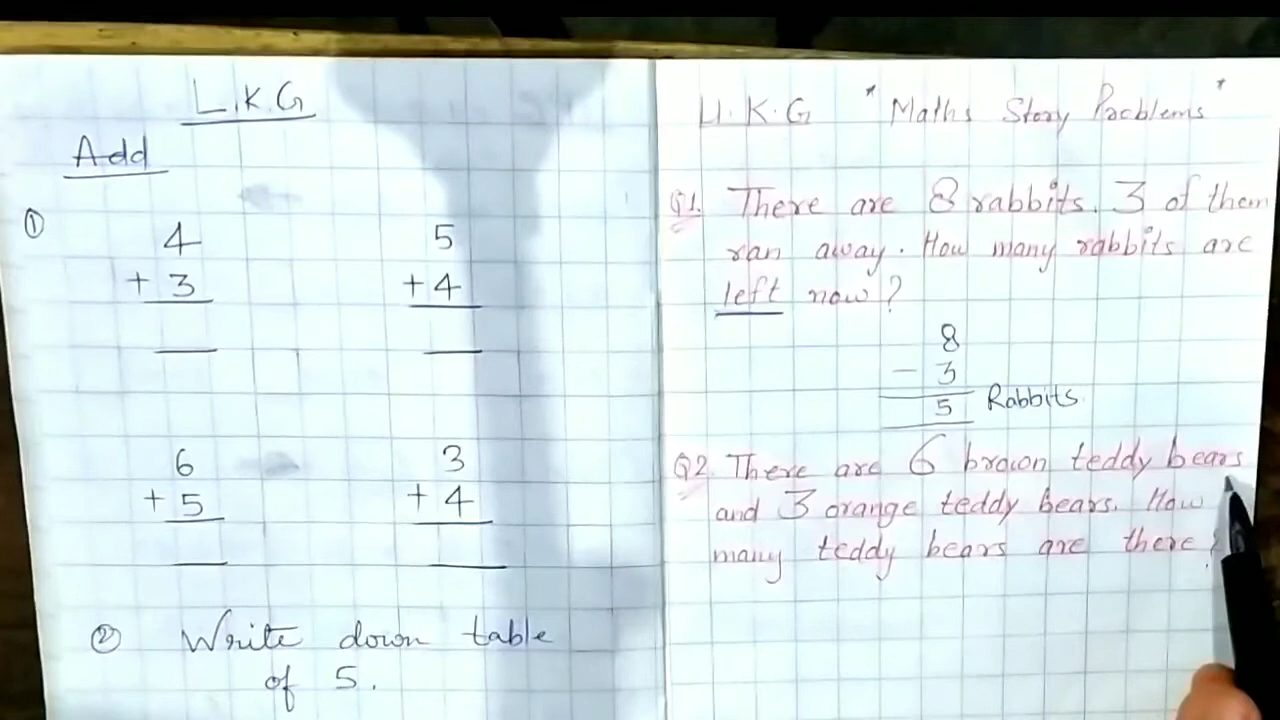 L.K.G
Add
① 4 5
+ 3 + 4
6 3
+ 5 + 4
② Write down table
of 5.
U.K.G "Maths Story Problems"
Q1. There are 8 rabbits. 3 of them
ran away. How many rabbits are
left now?
8
- 3
5 Rabbits.
Q2. There are 6 brown teddy bears
and 3 orange teddy bears. How
many teddy bears are there?